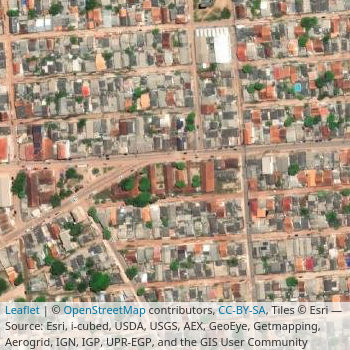 Leaflet | © OpenStreetMap contributors, CC-BY-SA, Tiles © Esri —
Source: Esri, i-cubed, USDA, USGS, AEX, GeoEye, Getmapping,
Aerogrid, IGN, IGP, UPR-EGP, and the GIS User Community